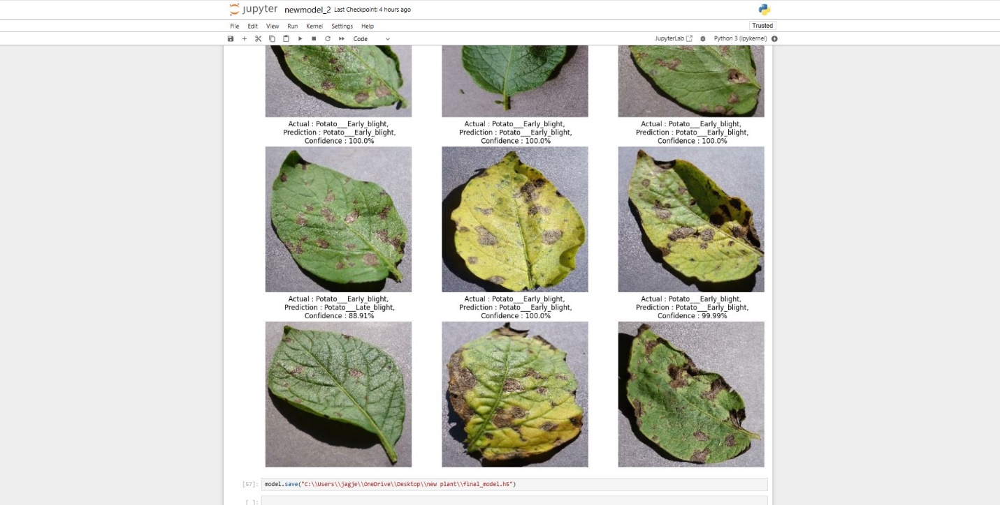 jupyter newmodel_2 Last Checkpoint: 4 hours ago
File Edit View Run Kernel Settings Help
Trusted
Code
JupyterLab
Python 3 (ipykernel)
Actual : Potato___Early_blight,
Prediction : Potato___Early_blight,
Confidence : 100.0%
Actual : Potato___Early_blight,
Prediction : Potato___Early_blight,
Confidence : 100.0%
Actual : Potato___Early_blight,
Prediction : Potato___Early_blight,
Confidence : 100.0%
Actual : Potato___Early_blight,
Prediction : Potato___Late_blight,
Confidence : 88.91%
Actual : Potato___Early_blight,
Prediction : Potato___Early_blight,
Confidence : 100.0%
Actual : Potato___Early_blight,
Prediction : Potato___Early_blight,
Confidence : 99.99%
[57]: model.save("C:\\Users\\jagje\\OneDrive\\Desktop\\new plant\\final_model.h5")
[ ]: